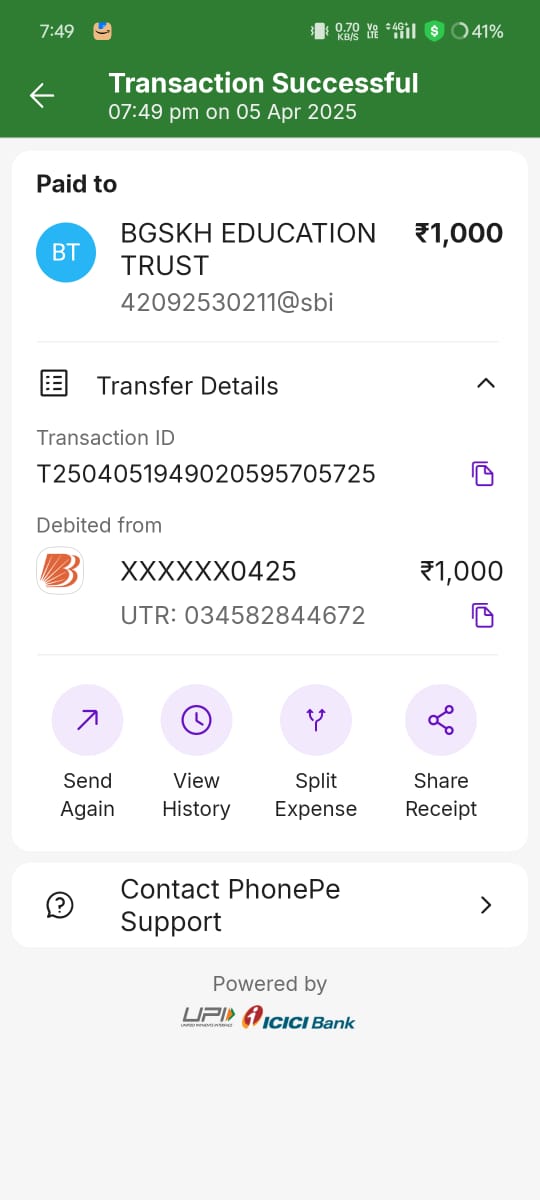 7:49 0.70 KB/S Vo LTE 4G+ $ 41%
Transaction Successful
07:49 pm on 05 Apr 2025
Paid to
BT
BGSKH EDUCATION ₹1,000
TRUST
42092530211@sbi
Transfer Details
Transaction ID
T2504051949020595705725
Debited from
XXXXXX0425 ₹1,000
UTR: 034582844672
Send Again
View History
Split Expense
Share Receipt
Contact PhonePe
Support
Powered by
UPI ICICI Bank
UNIFIED PAYMENTS INTERFACE